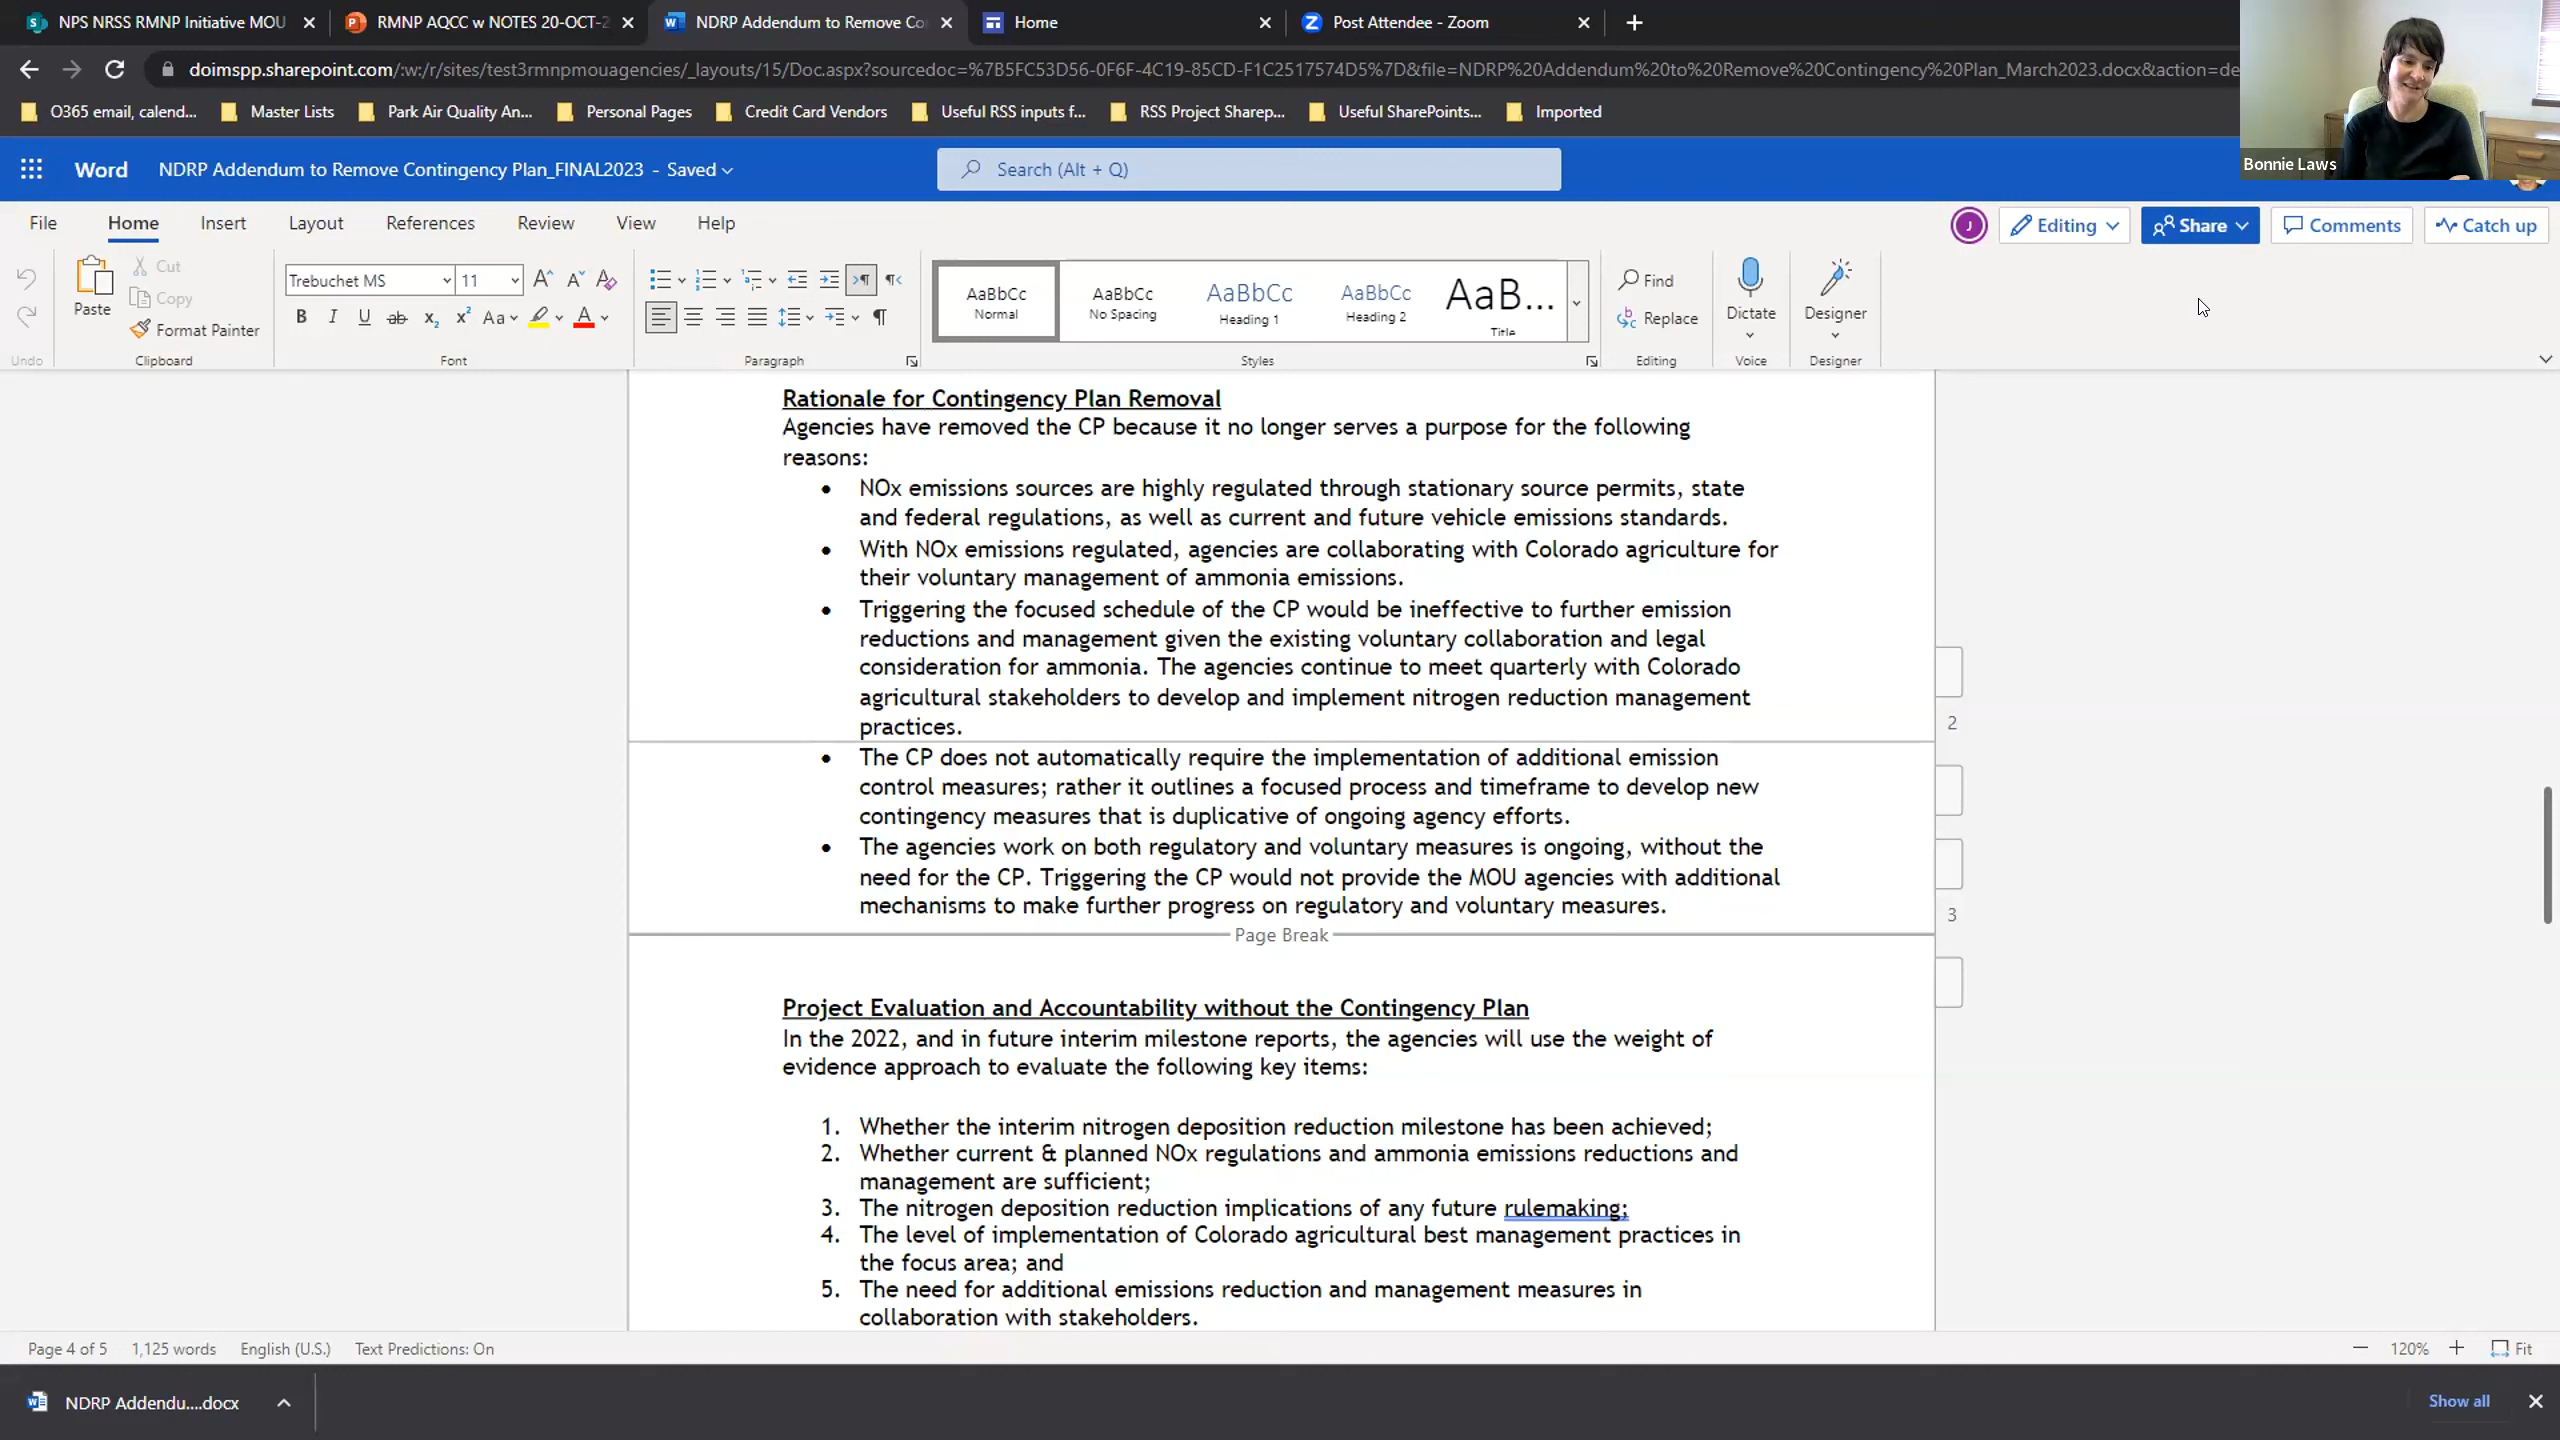 NPS NRSS RMNP Initiative MOU
RMNP AQCC w NOTES 20-OCT-2
NDRP Addendum to Remove Co
Home
Post Attendee - Zoom
doimspp.sharepoint.com/:w:/r/sites/test3rmnpmouagencies/_layouts/15/Doc.aspx?sourcedoc=%7B5FC53D56-0F6F-4C19-85CD-F1C2517574D5%7D&file=NDRP%20Addendum%20to%20Remove%20Contingency%20Plan_March2023.docx&action=de
O365 email, calend...
Master Lists
Park Air Quality An...
Personal Pages
Credit Card Vendors
Useful RSS inputs f...
RSS Project Sharep...
Useful SharePoints...
Imported
Bonnie Laws
Word
NDRP Addendum to Remove Contingency Plan_FINAL2023 - Saved
Search (Alt + Q)
File Home Insert Layout References Review View Help
J
Editing
Share
Comments
Catch up
Undo
Paste
Cut
Copy
Format Painter
Clipboard
Trebuchet MS 11
Font
Paragraph
AaBbCc
Normal
AaBbCc
No Spacing
AaBbCc
Heading 1
AaBbCc
Heading 2
AaB...
Title
Styles
Find
Replace
Editing
Dictate
Voice
Designer
Designer
Rationale for Contingency Plan Removal
Agencies have removed the CP because it no longer serves a purpose for the following
reasons:
• NOx emissions sources are highly regulated through stationary source permits, state
and federal regulations, as well as current and future vehicle emissions standards.
• With NOx emissions regulated, agencies are collaborating with Colorado agriculture for
their voluntary management of ammonia emissions.
• Triggering the focused schedule of the CP would be ineffective to further emission
reductions and management given the existing voluntary collaboration and legal
consideration for ammonia. The agencies continue to meet quarterly with Colorado
agricultural stakeholders to develop and implement nitrogen reduction management
practices.
2
• The CP does not automatically require the implementation of additional emission
control measures; rather it outlines a focused process and timeframe to develop new
contingency measures that is duplicative of ongoing agency efforts.
• The agencies work on both regulatory and voluntary measures is ongoing, without the
need for the CP. Triggering the CP would not provide the MOU agencies with additional
mechanisms to make further progress on regulatory and voluntary measures.
3
Page Break
Project Evaluation and Accountability without the Contingency Plan
In the 2022, and in future interim milestone reports, the agencies will use the weight of
evidence approach to evaluate the following key items:
1. Whether the interim nitrogen deposition reduction milestone has been achieved;
2. Whether current & planned NOx regulations and ammonia emissions reductions and
management are sufficient;
3. The nitrogen deposition reduction implications of any future rulemaking;
4. The level of implementation of Colorado agricultural best management practices in
the focus area; and
5. The need for additional emissions reduction and management measures in
collaboration with stakeholders.
Page 4 of 5
1,125 words
English (U.S.)
Text Predictions: On
120%
Fit
NDRP Addendu....docx
Show all